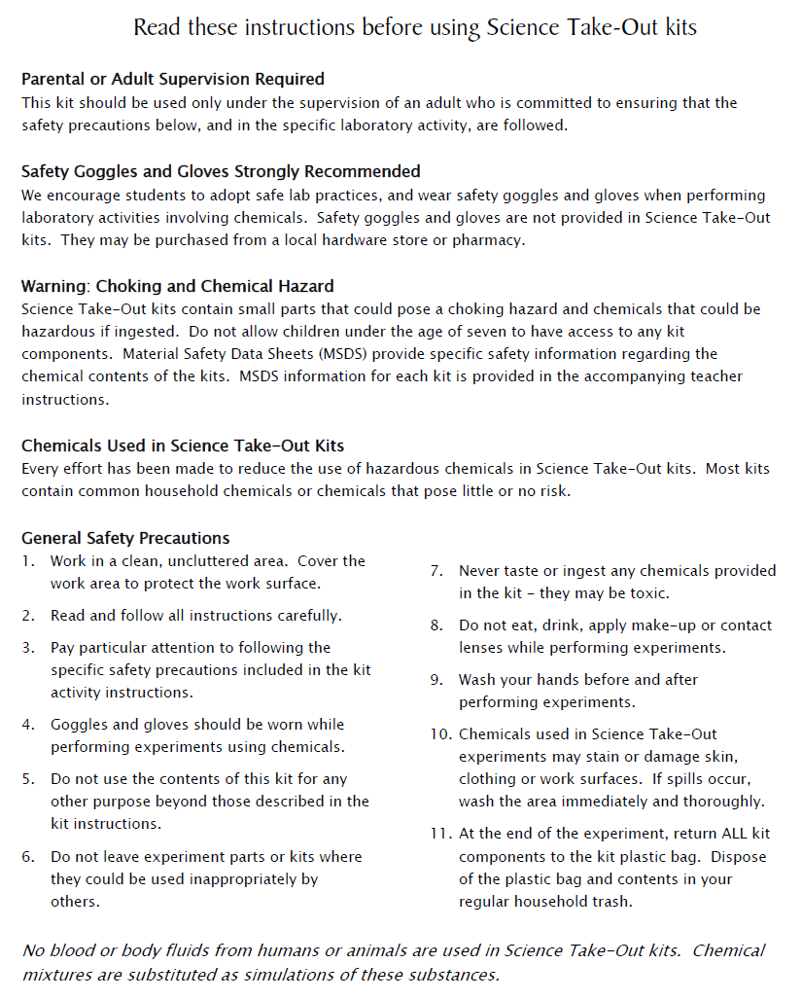 Read these instructions before using Science Take-Out kits
Parental or Adult Supervision Required
This kit should be used only under the supervision of an adult who is committed to ensuring that the
safety precautions below, and in the specific laboratory activity, are followed.
Safety Goggles and Gloves Strongly Recommended
We encourage students to adopt safe lab practices, and wear safety goggles and gloves when performing
laboratory activities involving chemicals.  Safety goggles and gloves are not provided in Science Take-Out
kits.  They may be purchased from a local hardware store or pharmacy.
Warning: Choking and Chemical Hazard
Science Take-Out kits contain small parts that could pose a choking hazard and chemicals that could be
hazardous if ingested.  Do not allow children under the age of seven to have access to any kit
components.  Material Safety Data Sheets (MSDS) provide specific safety information regarding the
chemical contents of the kits.  MSDS information for each kit is provided in the accompanying teacher
instructions.
Chemicals Used in Science Take-Out Kits
Every effort has been made to reduce the use of hazardous chemicals in Science Take-Out kits.  Most kits
contain common household chemicals or chemicals that pose little or no risk.
General Safety Precautions
1. Work in a clean, uncluttered area.  Cover the
work area to protect the work surface.
2. Read and follow all instructions carefully.
3. Pay particular attention to following the
specific safety precautions included in the kit
activity instructions.
4. Goggles and gloves should be worn while
performing experiments using chemicals.
5. Do not use the contents of this kit for any
other purpose beyond those described in the
kit instructions.
6. Do not leave experiment parts or kits where
they could be used inappropriately by
others.
7. Never taste or ingest any chemicals provided
in the kit – they may be toxic.
8. Do not eat, drink, apply make-up or contact
lenses while performing experiments.
9. Wash your hands before and after
performing experiments.
10. Chemicals used in Science Take-Out
experiments may stain or damage skin,
clothing or work surfaces.  If spills occur,
wash the area immediately and thoroughly.
11. At the end of the experiment, return ALL kit
components to the kit plastic bag.  Dispose
of the plastic bag and contents in your
regular household trash.
No blood or body fluids from humans or animals are used in Science Take-Out kits.  Chemical
mixtures are substituted as simulations of these substances.